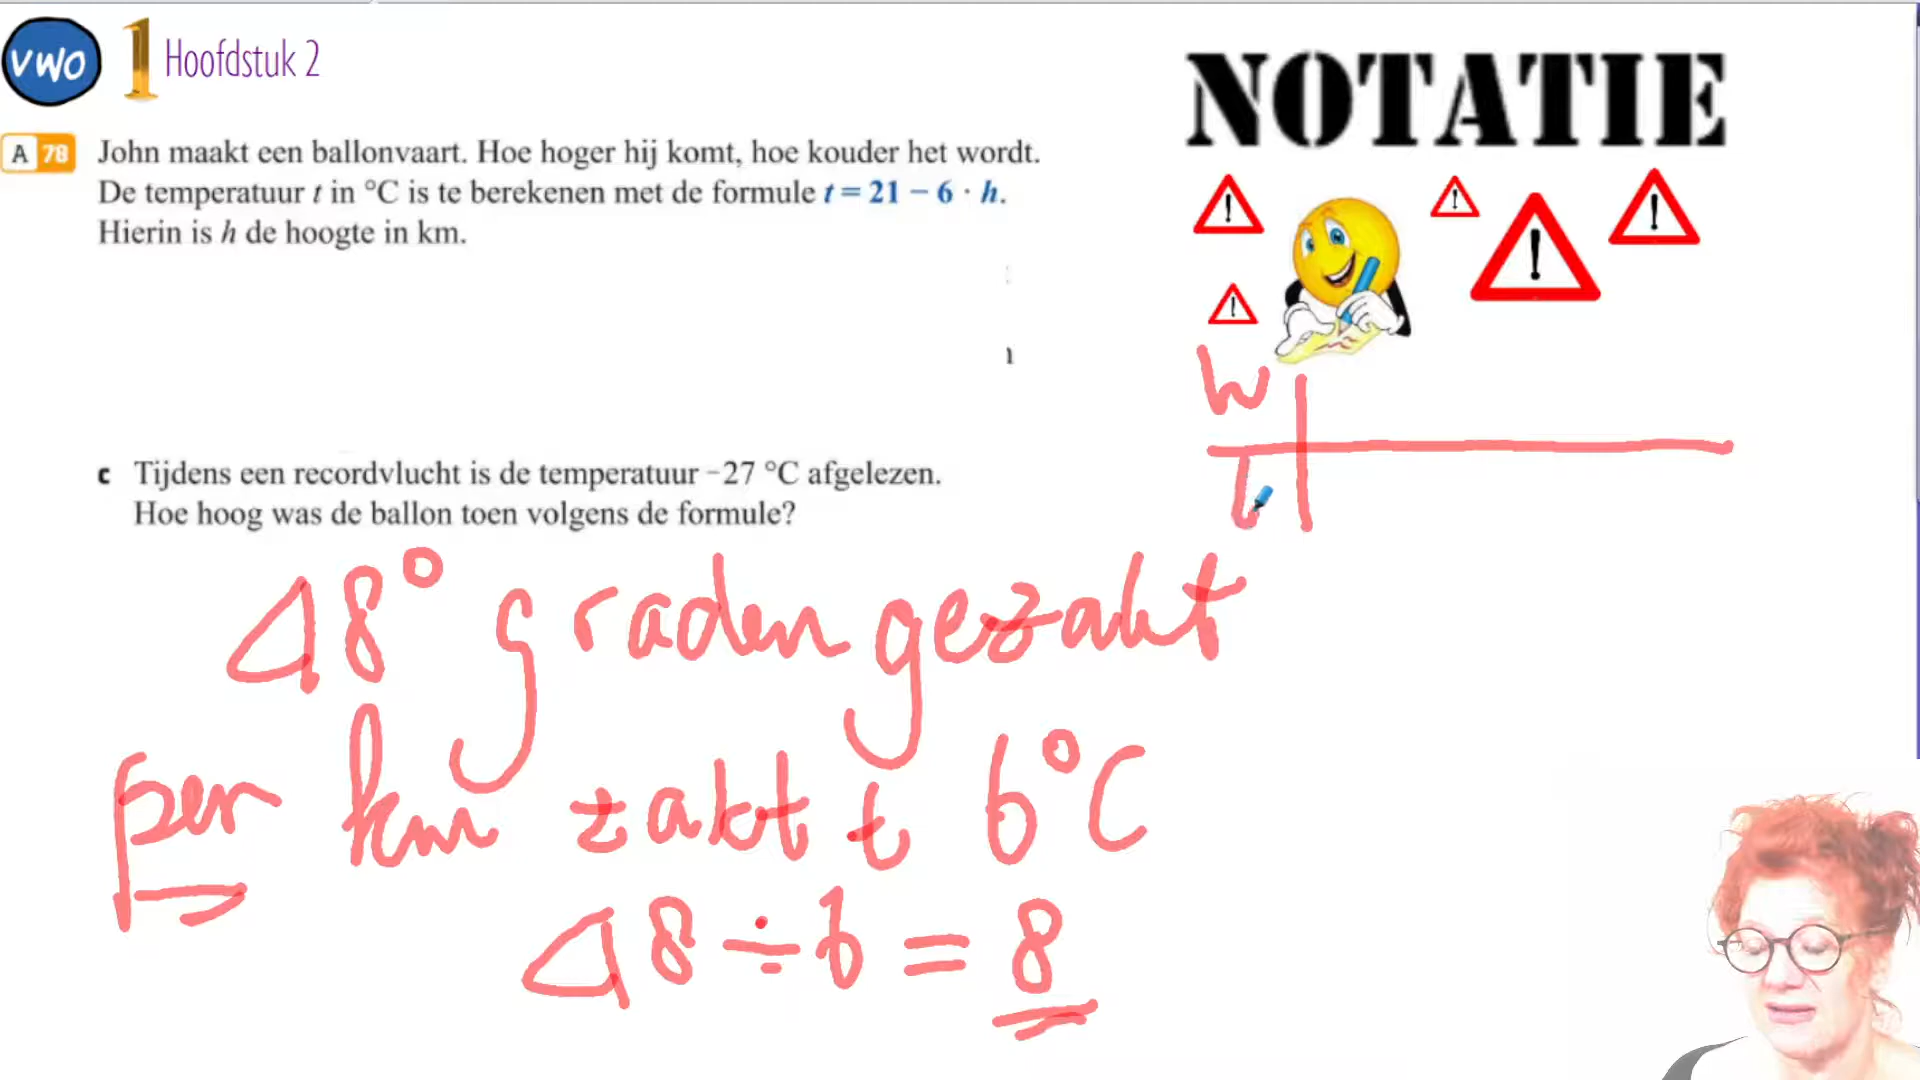 VWO 1 Hoofdstuk 2
NOTATIE
A 78 John maakt een ballonvaart. Hoe hoger hij komt, hoe kouder het wordt.
De temperatuur t in °C is te berekenen met de formule t = 21 − 6 · h.
Hierin is h de hoogte in km.
c Tijdens een recordvlucht is de temperatuur −27 °C afgelezen.
Hoe hoog was de ballon toen volgens de formule?
h
t
48° graden gezakt
per km zakt t 6°C
48 ÷ 6 = 8